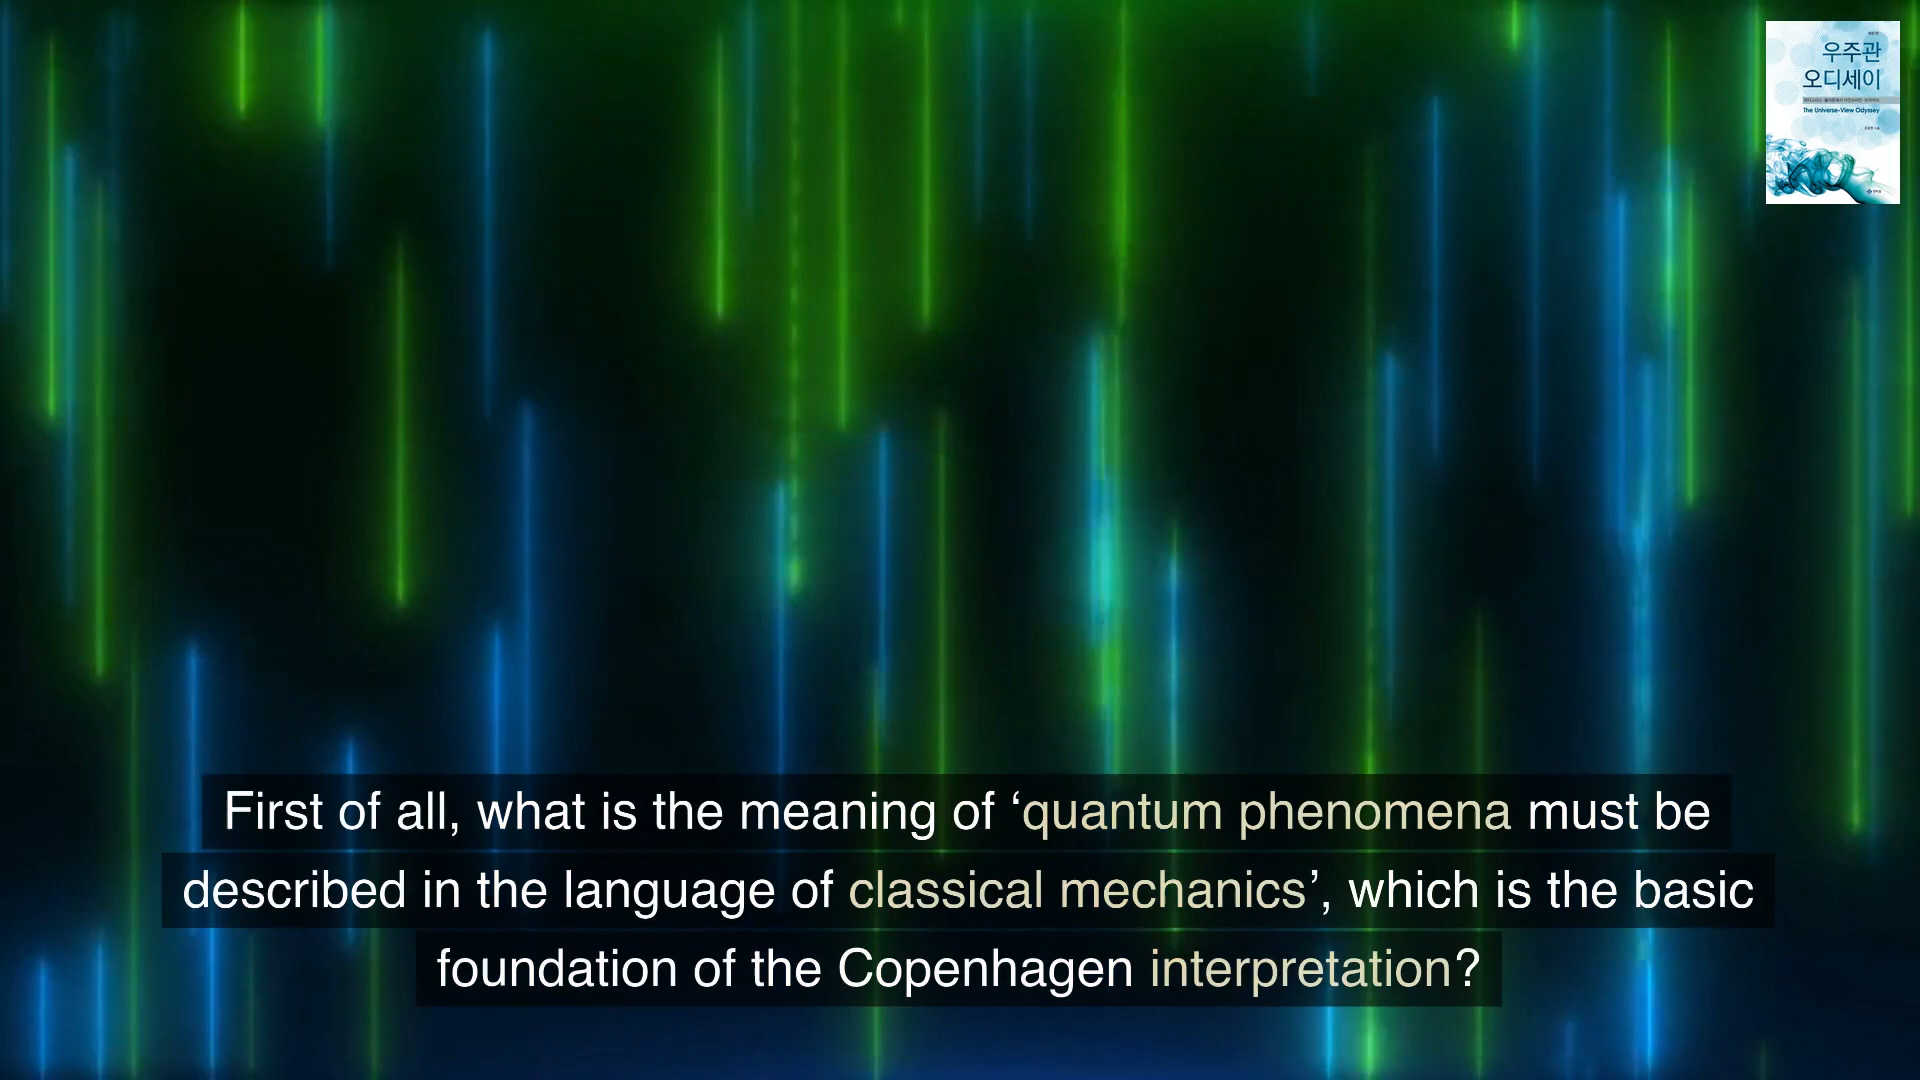 우주관
오디세이
The Universe-View Odyssey
First of all, what is the meaning of ‘quantum phenomena must be
described in the language of classical mechanics’, which is the basic
foundation of the Copenhagen interpretation?